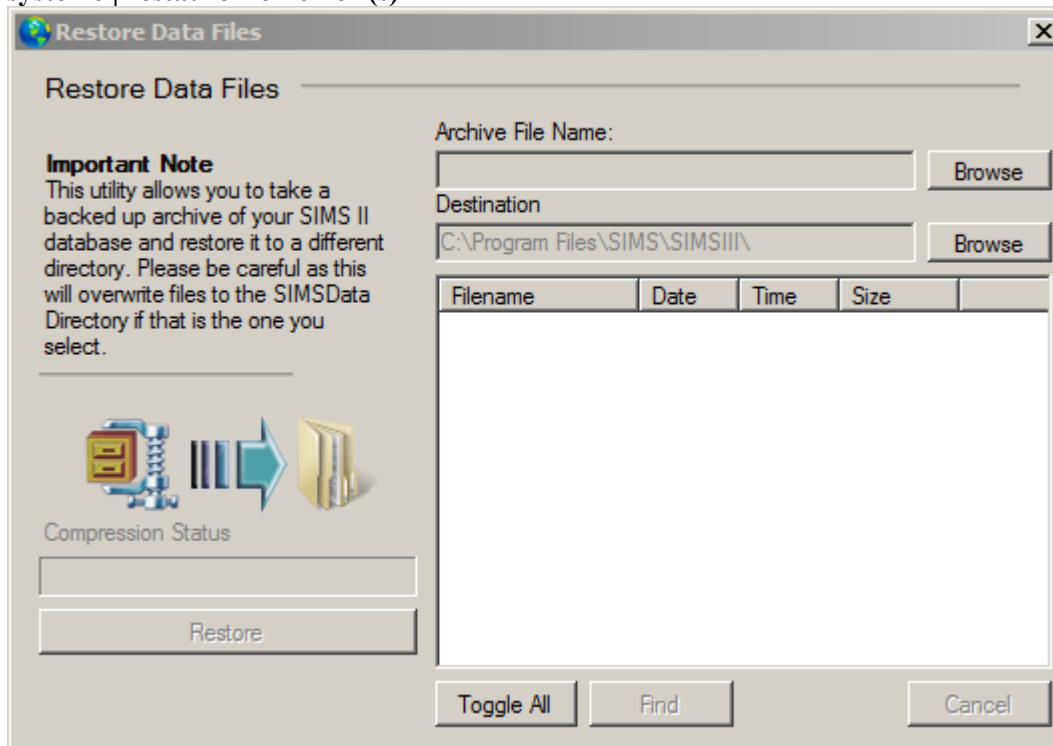 Restore Data Files
Restore Data Files
Important Note
This utility allows you to take a
backed up archive of your SIMS II
database and restore it to a different
directory. Please be careful as this
will overwrite files to the SIMSData
Directory if that is the one you
select.
Compression Status
Restore
Archive File Name:
Browse
Destination
C:\Program Files\SIMS\SIMSIII\
Browse
Filename Date Time Size
Toggle All Find Cancel